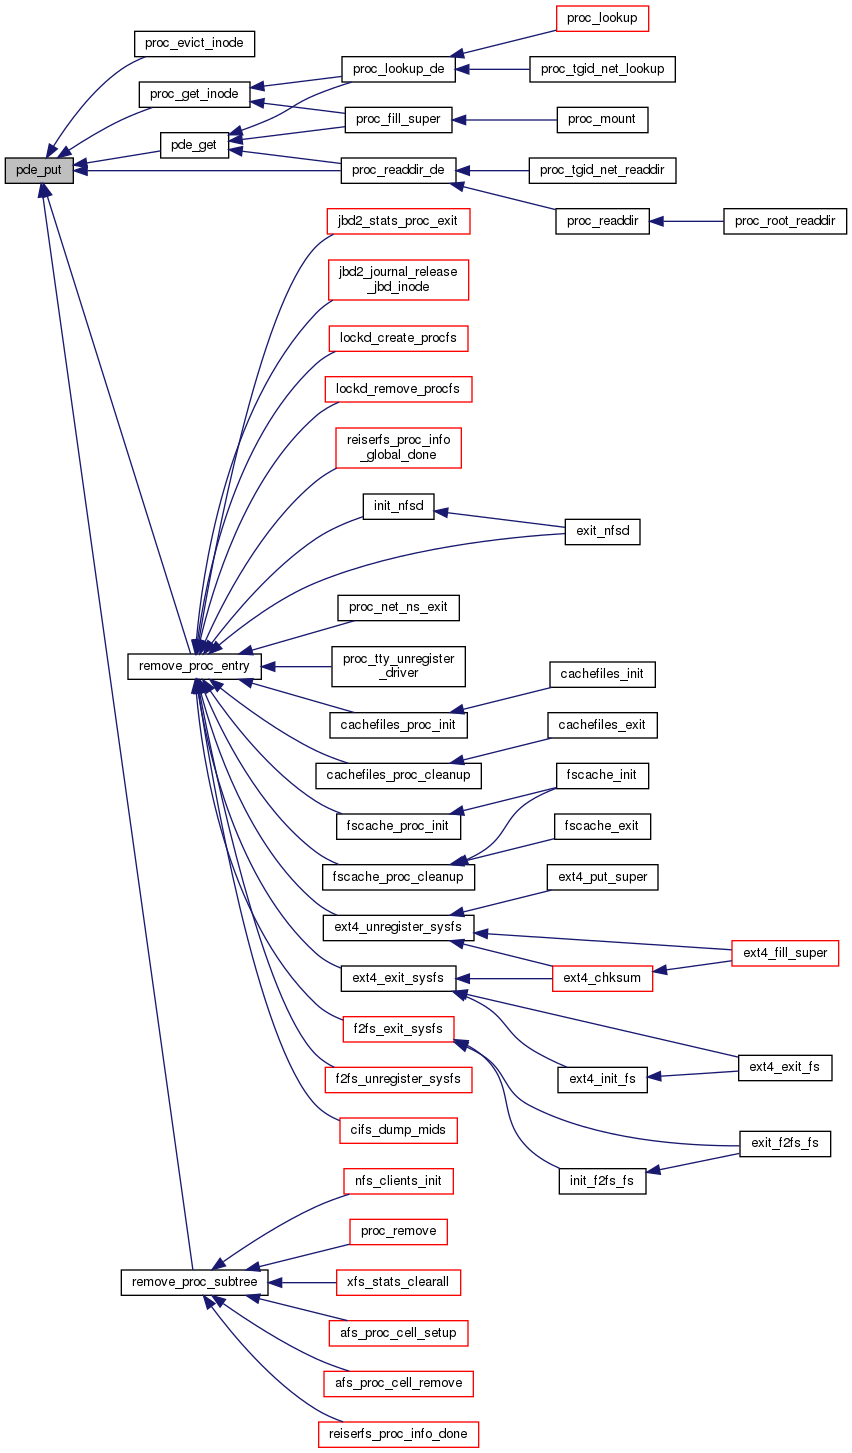 proc_lookup
proc_evict_inode
proc_lookup_de
proc_tgid_net_lookup
proc_get_inode
proc_fill_super
proc_mount
pde_get
pde_put
proc_readdir_de
proc_tgid_net_readdir
proc_readdir
proc_root_readdir
jbd2_stats_proc_exit
jbd2_journal_release
_jbd_inode
lockd_create_procfs
lockd_remove_procfs
reiserfs_proc_info
_global_done
init_nfsd
exit_nfsd
proc_net_ns_exit
remove_proc_entry
proc_tty_unregister
_driver
cachefiles_init
cachefiles_proc_init
cachefiles_exit
cachefiles_proc_cleanup
fscache_init
fscache_proc_init
fscache_exit
fscache_proc_cleanup
ext4_put_super
ext4_unregister_sysfs
ext4_fill_super
ext4_exit_sysfs
ext4_chksum
f2fs_exit_sysfs
ext4_exit_fs
f2fs_unregister_sysfs
ext4_init_fs
cifs_dump_mids
exit_f2fs_fs
nfs_clients_init
init_f2fs_fs
proc_remove
remove_proc_subtree
xfs_stats_clearall
afs_proc_cell_setup
afs_proc_cell_remove
reiserfs_proc_info_done